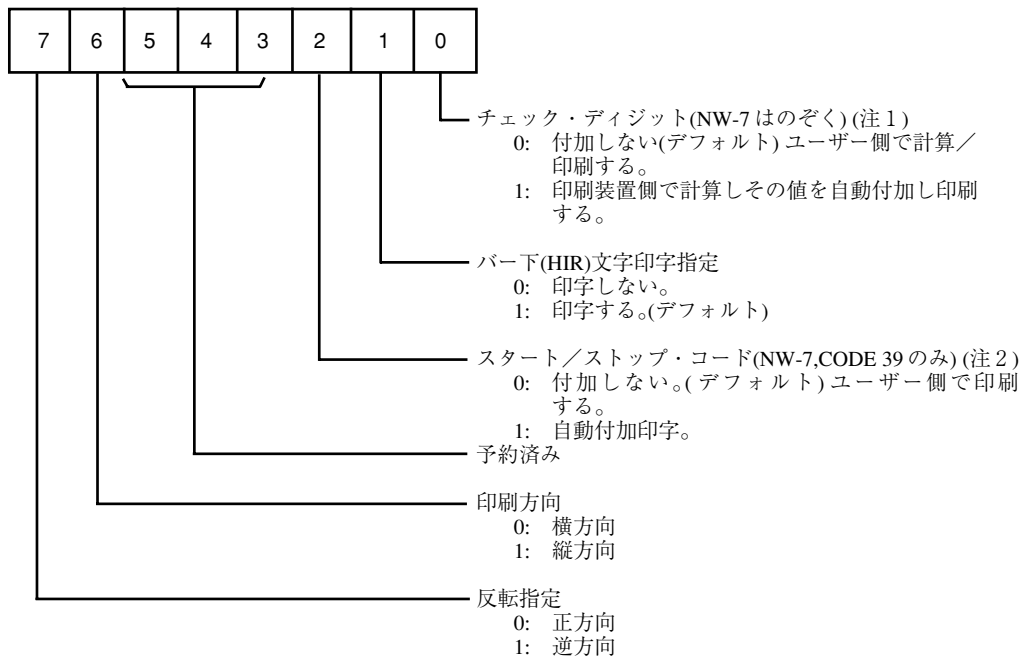 7 6 5 4 3 2 1 0
チェック・ディジット(NW-7 はのぞく) (注１)
0: 付加しない(デフォルト) ユーザー側で計算／
印刷する。
1: 印刷装置側で計算しその値を自動付加し印刷
する。
バー下(HIR)文字印字指定
0: 印字しない。
1: 印字する。(デフォルト)
スタート／ストップ・コード(NW-7,CODE 39 のみ) (注２)
0: 付加しない。(デフォルト) ユーザー側で印刷
する。
1: 自動付加印字。
予約済み
印刷方向
0: 横方向
1: 縦方向
反転指定
0: 正方向
1: 逆方向